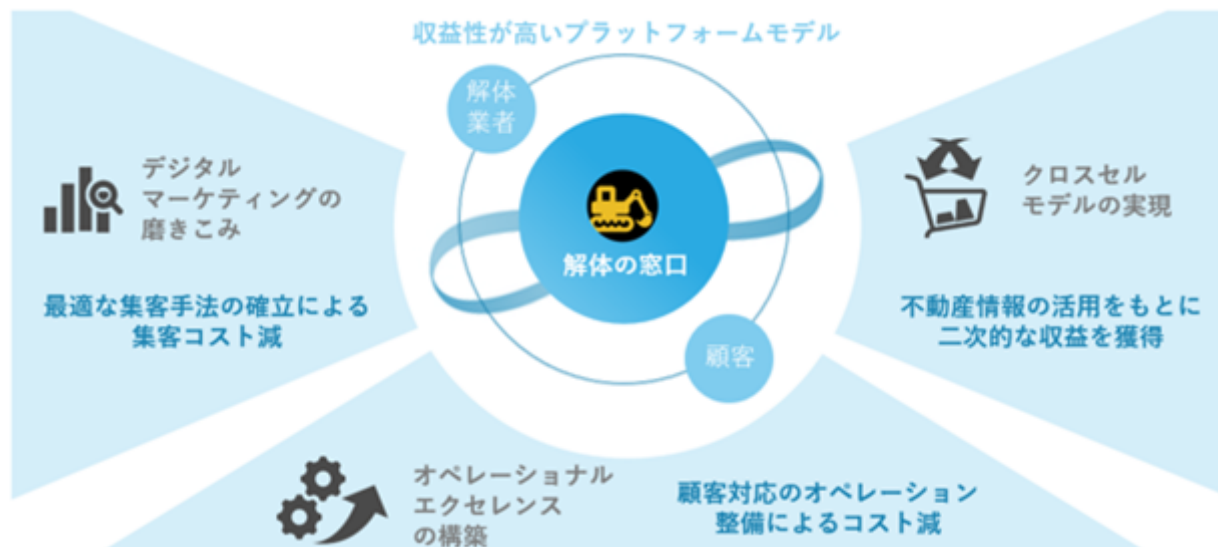 収益性が高いプラットフォームモデル
解体
業者
解体の窓口
顧客
デジタル
マーケティングの
磨きこみ
最適な集客手法の確立による
集客コスト減
クロスセル
モデルの実現
不動産情報の活用をもとに
二次的な収益を獲得
オペレーショナル
エクセレンス
の構築
顧客対応のオペレーション
整備によるコスト減